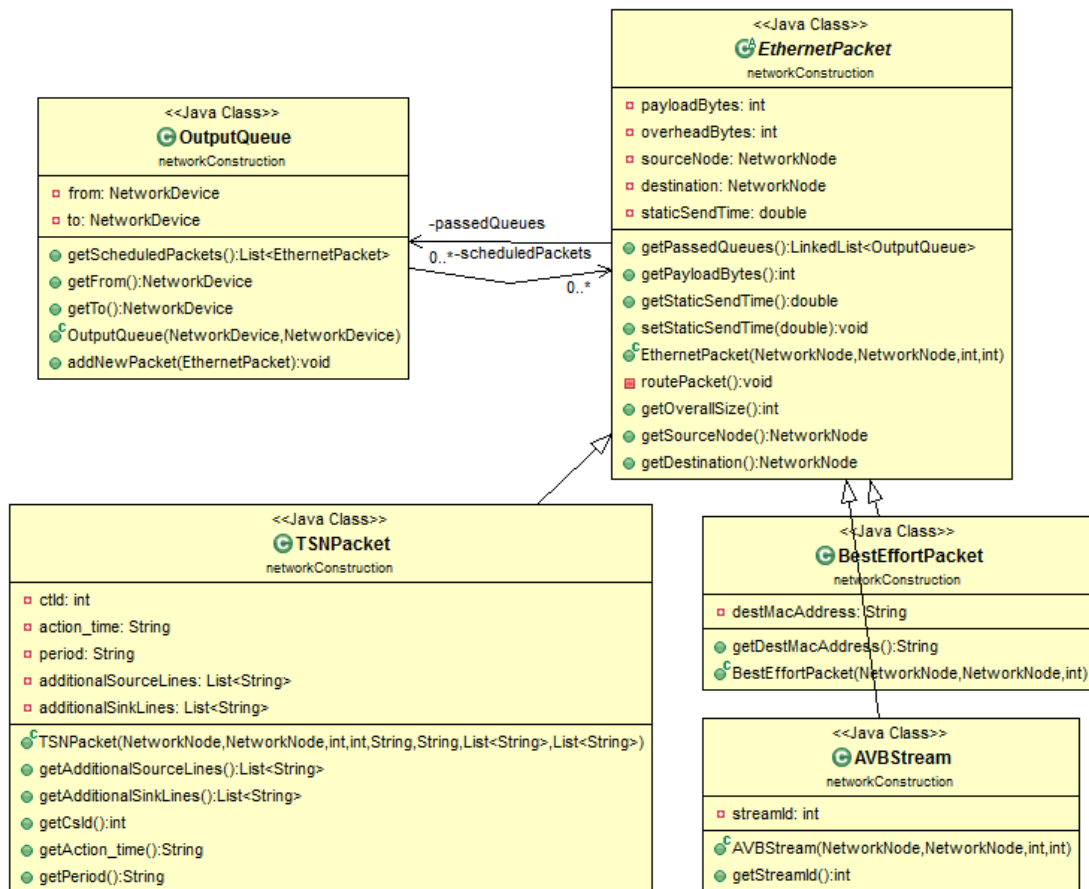 <<Java Class>>
EthernetPacket
networkConstruction
payloadBytes: int
overheadBytes: int
sourceNode: NetworkNode
destination: NetworkNode
staticSendTime: double
getPassedQueues():LinkedList<OutputQueue>
getPayloadBytes():int
getStaticSendTime():double
setStaticSendTime(double):void
EthernetPacket(NetworkNode,NetworkNode,int,int)
routePacket():void
getOverallSize():int
getSourceNode():NetworkNode
getDestination():NetworkNode
<<Java Class>>
OutputQueue
networkConstruction
from: NetworkDevice
to: NetworkDevice
getScheduledPackets():List<EthernetPacket>
getFrom():NetworkDevice
getTo():NetworkDevice
OutputQueue(NetworkDevice,NetworkDevice)
addNewPacket(EthernetPacket):void
-passedQueues
0..*
-scheduledPackets
0..*
<<Java Class>>
TSNPacket
networkConstruction
ctId: int
action_time: String
period: String
additionalSourceLines: List<String>
additionalSinkLines: List<String>
TSNPacket(NetworkNode,NetworkNode,int,int,String,String,List<String>,List<String>)
getAdditionalSourceLines():List<String>
getAdditionalSinkLines():List<String>
getCsId():int
getAction_time():String
getPeriod():String
<<Java Class>>
BestEffortPacket
networkConstruction
destMacAddress: String
getDestMacAddress():String
BestEffortPacket(NetworkNode,NetworkNode,int)
<<Java Class>>
AVBStream
networkConstruction
streamId: int
AVBStream(NetworkNode,NetworkNode,int,int)
getStreamId():int